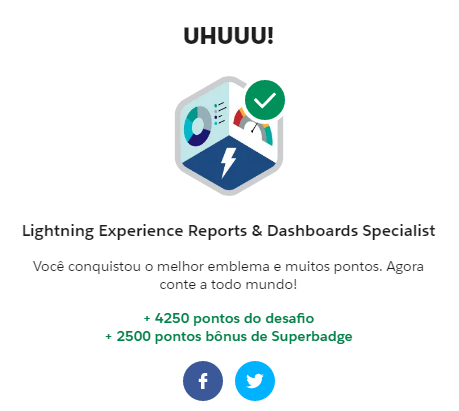 UHUUU!
Lightning Experience Reports & Dashboards Specialist
Você conquistou o melhor emblema e muitos pontos. Agora
conte a todo mundo!
+ 4250 pontos do desafio
+ 2500 pontos bônus de Superbadge